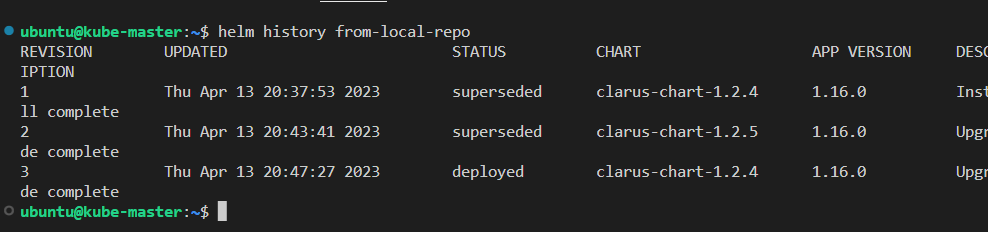 ubuntu@kube-master:~$ helm history from-local-repo
REVISION UPDATED STATUS CHART APP VERSION DESC
IPTION
1 Thu Apr 13 20:37:53 2023 superseded clarus-chart-1.2.4 1.16.0 Inst
ll complete
2 Thu Apr 13 20:43:41 2023 superseded clarus-chart-1.2.5 1.16.0 Upgr
de complete
3 Thu Apr 13 20:47:27 2023 deployed clarus-chart-1.2.4 1.16.0 Upgr
de complete
ubuntu@kube-master:~$